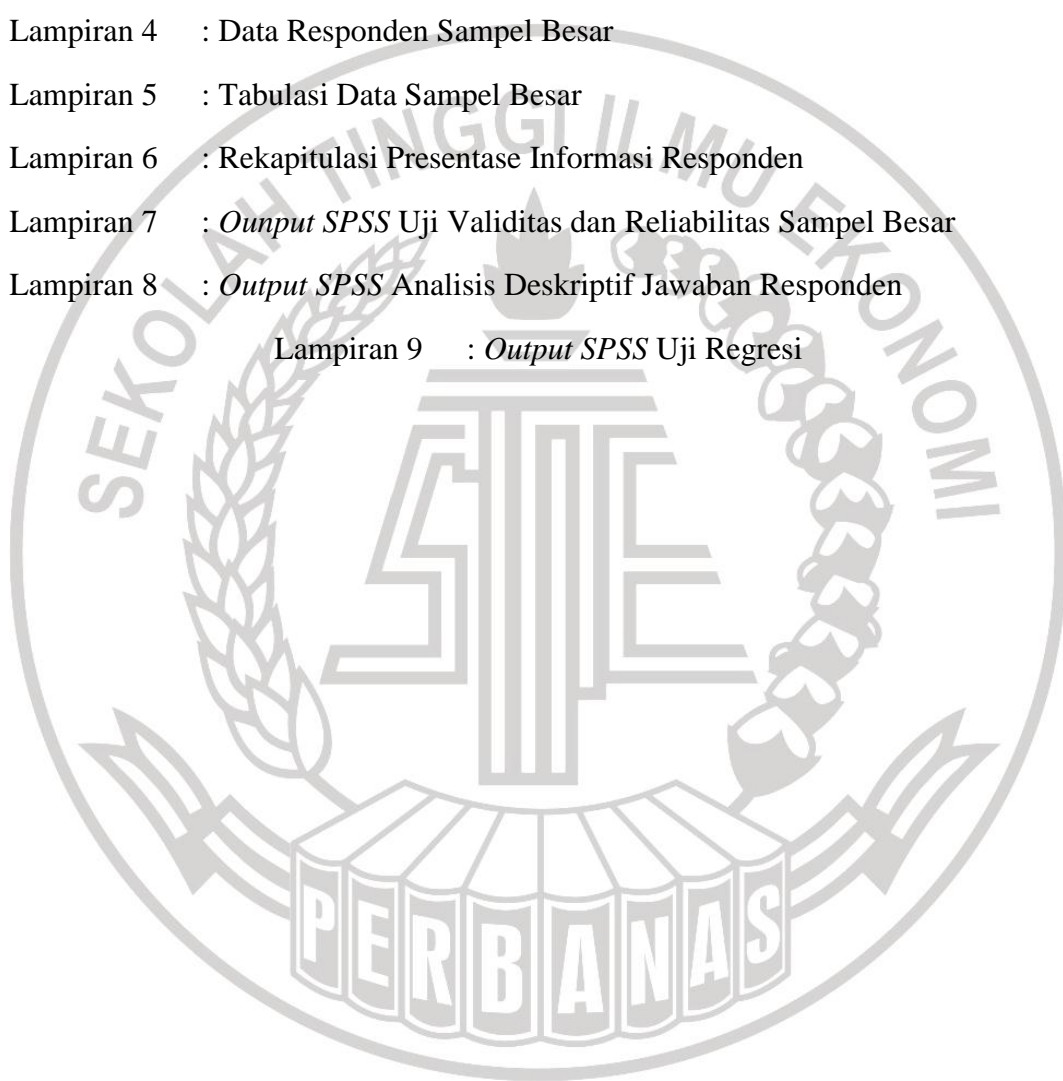 Lampiran 4 : Data Responden Sampel Besar
Lampiran 5 : Tabulasi Data Sampel Besar
Lampiran 6 : Rekapitulasi Presentase Informasi Responden
Lampiran 7 : Ounput SPSS Uji Validitas dan Reliabilitas Sampel Besar
Lampiran 8 : Output SPSS Analisis Deskriptif Jawaban Responden
Lampiran 9 : Output SPSS Uji Regresi
SEKOLAH TINGGI ILMU EKONOMI
STIE
PERBANAS